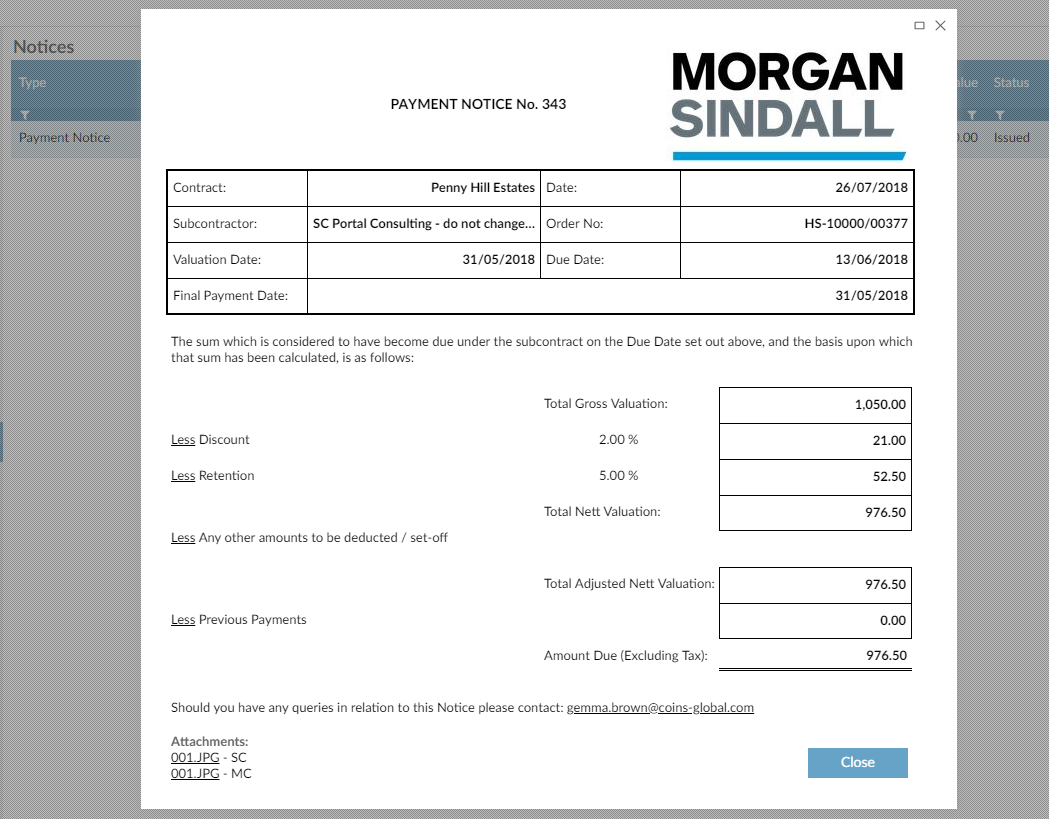 Notices
Type
alue
Status
Payment Notice
0.00
Issued
PAYMENT NOTICE No. 343
MORGAN
SINDALL
Contract: Penny Hill Estates Date: 26/07/2018
Subcontractor: SC Portal Consulting - do not change... Order No: HS-10000/00377
Valuation Date: 31/05/2018 Due Date: 13/06/2018
Final Payment Date: 31/05/2018
The sum which is considered to have become due under the subcontract on the Due Date set out above, and the basis upon which
that sum has been calculated, is as follows:
Total Gross Valuation: 1,050.00
Less Discount 2.00 % 21.00
Less Retention 5.00 % 52.50
Total Nett Valuation: 976.50
Less Any other amounts to be deducted / set-off
Total Adjusted Nett Valuation: 976.50
Less Previous Payments 0.00
Amount Due (Excluding Tax): 976.50
Should you have any queries in relation to this Notice please contact: gemma.brown@coins-global.com
Attachments:
001.JPG - SC
001.JPG - MC
Close